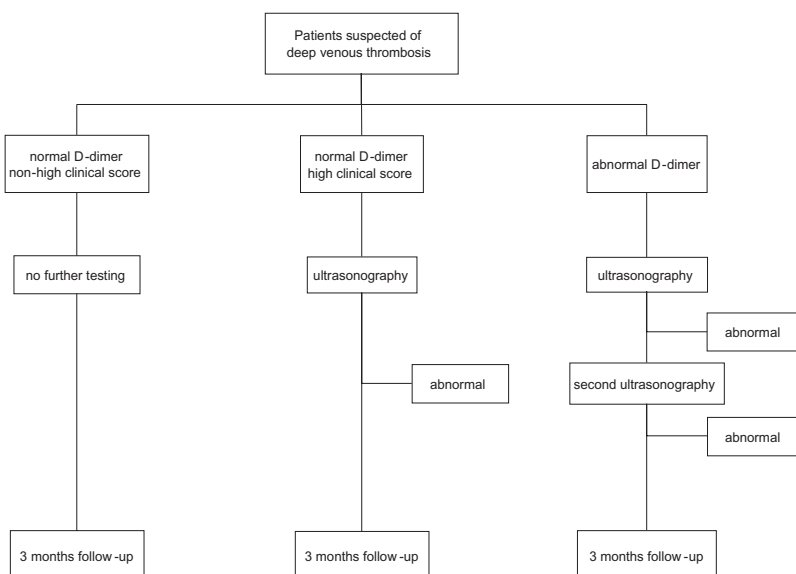 Patients suspected of
deep venous thrombosis
normal D-dimer
non-high clinical score
normal D-dimer
high clinical score
abnormal D-dimer
no further testing
ultrasonography
ultrasonography
abnormal
abnormal
second ultrasonography
abnormal
3 months follow-up
3 months follow-up
3 months follow-up